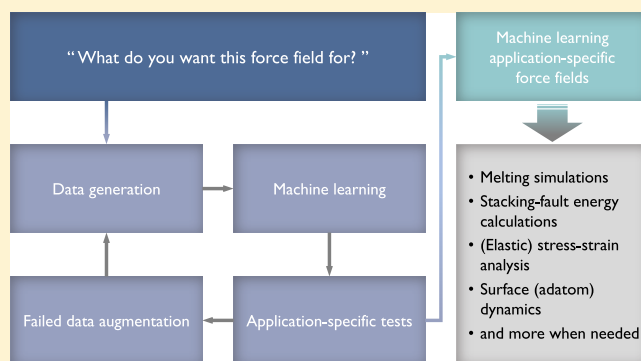 “ What do you want this force field for? ”
Machine learning
application-specific
force fields
Data generation
Machine learning
Failed data augmentation
Application-specific tests
• Melting simulations
• Stacking-fault energy
calculations
• (Elastic) stress-strain
analysis
• Surface (adatom)
dynamics
• and more when needed